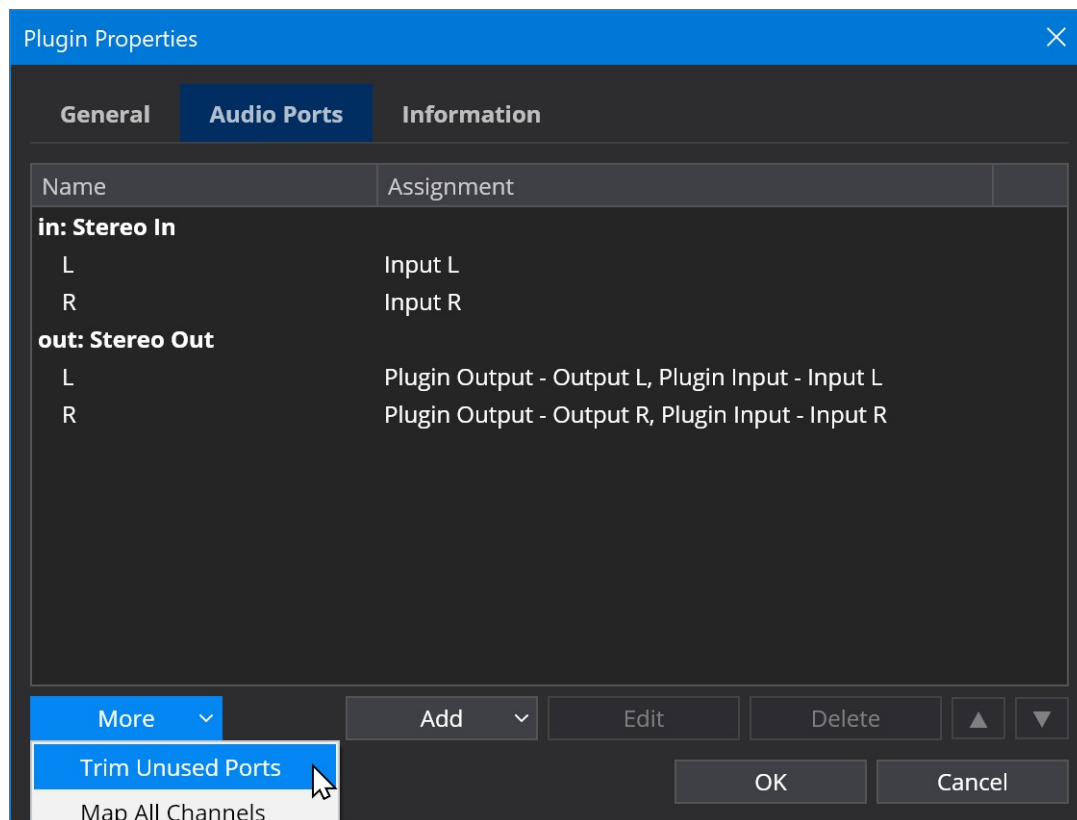 Plugin Properties
General Audio Ports Information
Name Assignment
in: Stereo In
L Input L
R Input R
out: Stereo Out
L Plugin Output - Output L, Plugin Input - Input L
R Plugin Output - Output R, Plugin Input - Input R
More Add Edit Delete
Trim Unused Ports
OK Cancel
Map All Channels